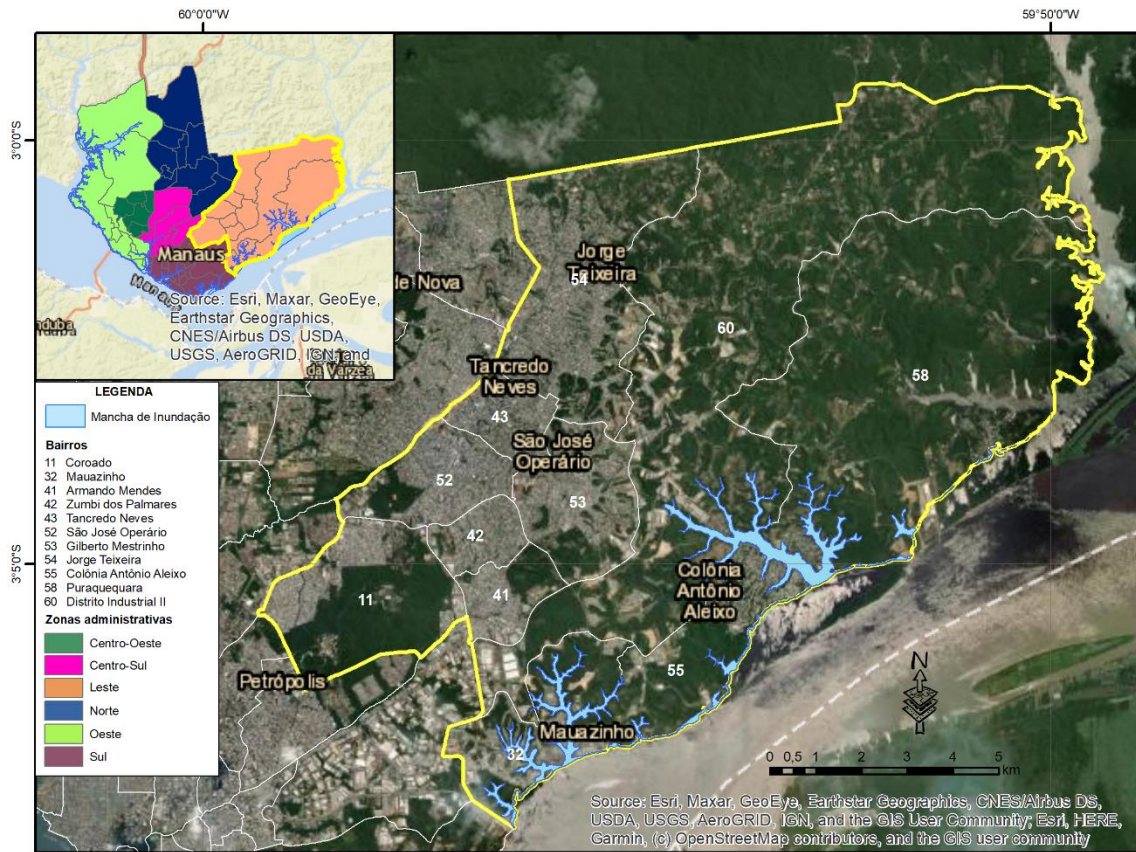 60°0'0"W
59°50'0"W
3°0'0"S
3°5'0"S
Manaus
Manaus
nduba
da Várzea
Source: Esri, Maxar, GeoEye,
Earthstar Geographics,
CNES/Airbus DS, USDA,
USGS, AeroGRID, IGN, and
LEGENDA
Mancha de Inundação
Bairros
11 Coroado
32 Mauazinho
41 Armando Mendes
42 Zumbi dos Palmares
43 Tancredo Neves
52 São José Operário
53 Gilberto Mestrinho
54 Jorge Teixeira
55 Colônia Antônio Aleixo
58 Puraquequara
60 Distrito Industrial II
Zonas administrativas
Centro-Oeste
Centro-Sul
Leste
Norte
Oeste
Sul
de Nova
Jorge
Teixeira
54
60
58
Tancredo
Neves
43
São José
Operário
52
53
42
41
11
Colônia
Antônio
Aleixo
55
Petrópolis
Mauazinho
32
N
0 0,5 1 2 3 4 5
km
Source: Esri, Maxar, GeoEye, Earthstar Geographics, CNES/Airbus DS,
USDA, USGS, AeroGRID, IGN, and the GIS User Community; Esri, HERE,
Garmin, (c) OpenStreetMap contributors, and the GIS user community